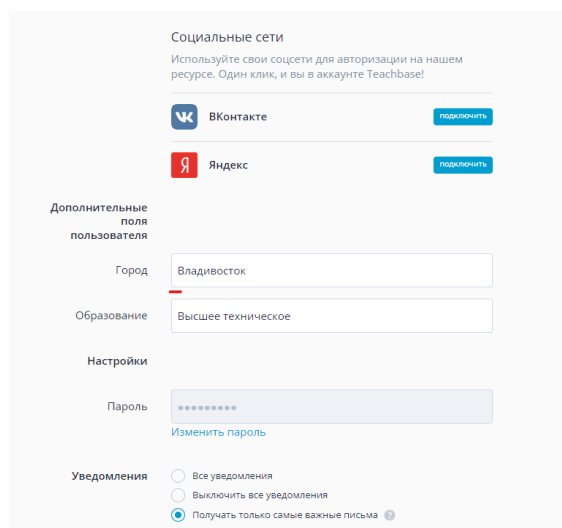 Социальные сети
Используйте свои соцсети для авторизации на нашем
ресурсе. Один клик, и вы в аккаунте Teachbase!
ВКонтакте
подключить
Яндекс
подключить
Дополнительные
поля
пользователя
Город
Владивосток
Образование
Высшее техническое
Настройки
Пароль
Изменить пароль
Уведомления
Все уведомления
Выключить все уведомления
Получать только самые важные письма ?